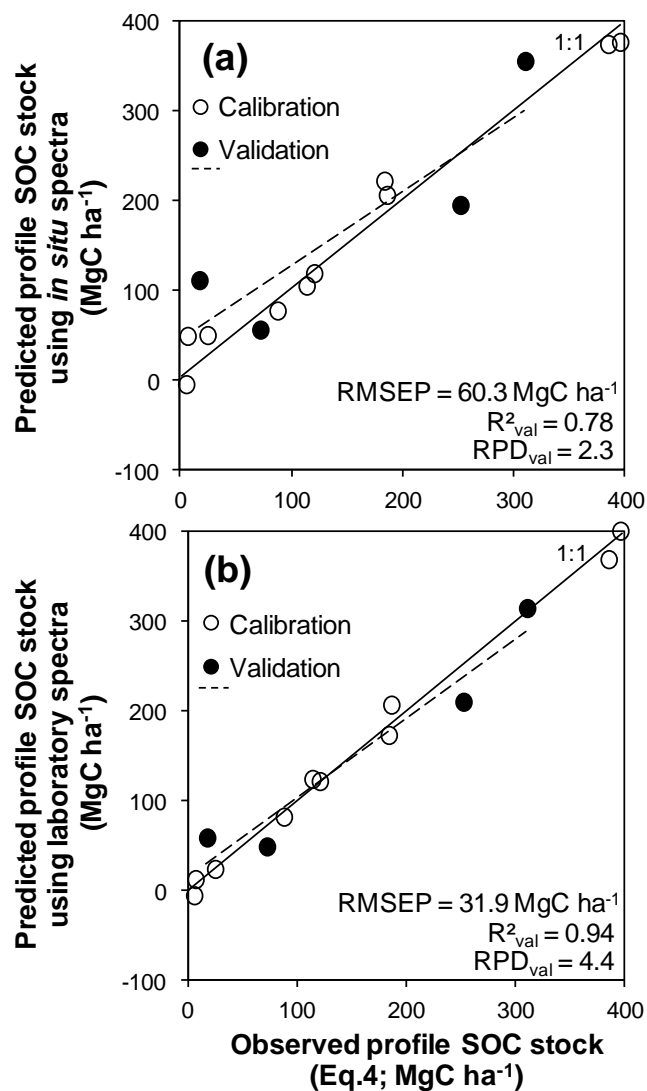 400
300
200
100
0
-100
Predicted profile SOC stock
using in situ spectra
(MgC ha⁻¹)
(a)
1:1
Calibration
Validation
RMSEP = 60.3 MgC ha⁻¹
R²val = 0.78
RPDval = 2.3
0 100 200 300 400
400
300
200
100
0
-100
Predicted profile SOC stock
using laboratory spectra
(MgC ha⁻¹)
(b)
1:1
Calibration
Validation
RMSEP = 31.9 MgC ha⁻¹
R²val = 0.94
RPDval = 4.4
0 100 200 300 400
Observed profile SOC stock
(Eq.4; MgC ha⁻¹)